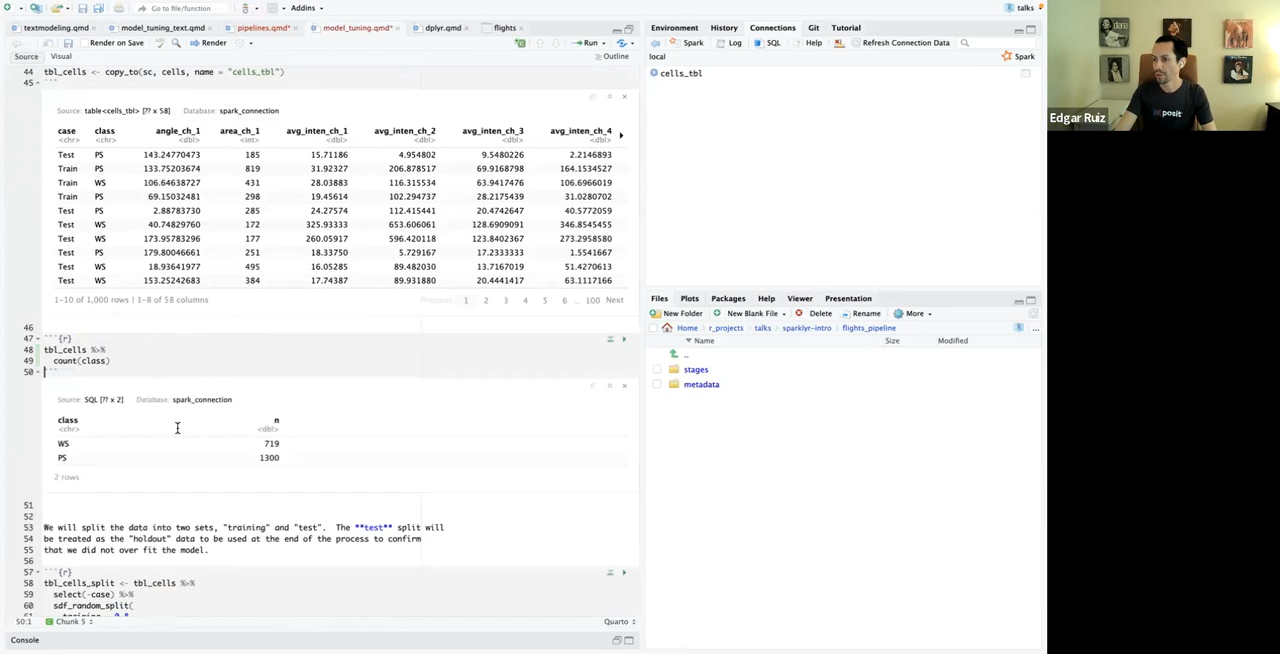 Go to file/function
Addins
talks
textmodeling.qmd
model_tuning_text.qmd
pipelines.qmd*
model_tuning.qmd*
dplyr.qmd
flights
Render on Save
Render
Run
Source
Visual
Outline
44 tbl_cells <- copy_to(sc, cells, name = "cells_tbl")
45 ```
Source: table<cells_tbl> [?? x 58] Database: spark_connection
case class angle_ch_1 area_ch_1 avg_inten_ch_1 avg_inten_ch_2 avg_inten_ch_3 avg_inten_ch_4
<chr> <chr> <dbl> <int> <dbl> <dbl> <dbl> <dbl>
Test PS 143.24770473 185 15.71186 4.954802 9.5480226 2.2146893
Train PS 133.75203674 819 31.92327 206.878517 69.9168798 164.1534527
Train WS 106.64638727 431 28.03883 116.315534 63.9417476 106.6966019
Train PS 69.15032481 298 19.45614 102.294737 28.2175439 31.0280702
Test PS 2.88783730 285 24.27574 112.415441 20.4742647 40.5772059
Test WS 40.74829760 172 325.93333 653.606061 128.6909091 346.8545455
Test WS 173.95783296 177 260.05917 596.420118 123.8402367 273.2958580
Test PS 179.80046661 251 18.33750 5.729167 17.2333333 1.5541667
Test WS 18.93641977 495 16.05285 89.482030 13.7167019 51.4270613
Test WS 153.25242683 384 17.74387 89.931880 20.4441417 63.1117166
1-10 of 1,000 rows | 1-8 of 58 columns
Previous 1 2 3 4 5 6 … 100 Next
46
47 ```{r}
48 tbl_cells %>%
49 count(class)
50 ```
Source: SQL [?? x 2] Database: spark_connection
class n
<chr> <dbl>
WS 719
PS 1300
2 rows
51
52
53 We will split the data into two sets, "training" and "test". The **test** split will
54 be treated as the "holdout" data to be used at the end of the process to confirm
55 that we did not over fit the model.
56
57 ```{r}
58 tbl_cells_split <- tbl_cells %>%
59 select(-case) %>%
60 sdf_random_split(
50:1 Chunk 5 Quarto
Console
Environment History Connections Git Tutorial
Spark Log SQL Help Refresh Connection Data
local Spark
cells_tbl
Files Plots Packages Help Viewer Presentation
New Folder New Blank File Delete Rename More
Home r_projects talks sparklyr-intro flights_pipeline
Name Size Modified
..
stages
metadata
posit
Edgar Ruiz